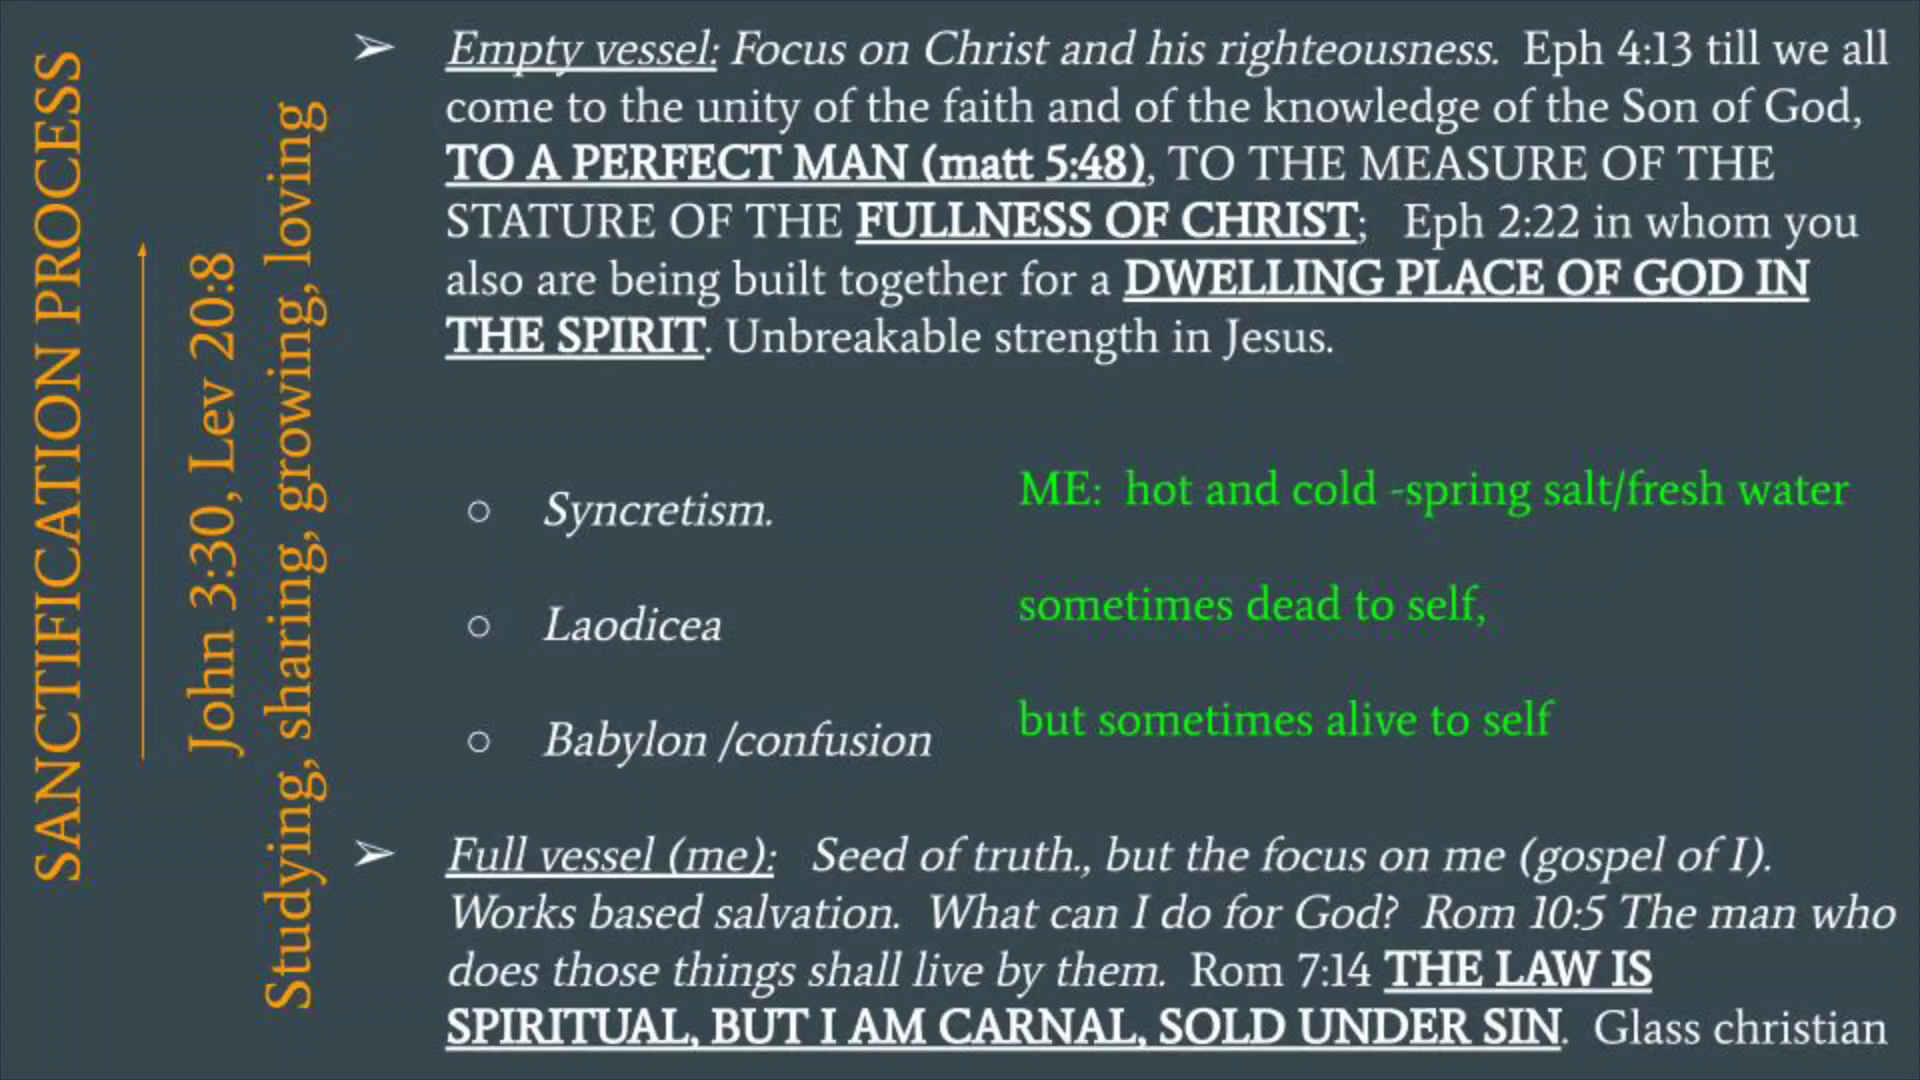 SANCTIFICATION PROCESS
John 3:30, Lev 20:8
Studying, sharing, growing, loving
➢ Empty vessel: Focus on Christ and his righteousness. Eph 4:13 till we all
come to the unity of the faith and of the knowledge of the Son of God,
TO A PERFECT MAN (matt 5:48), TO THE MEASURE OF THE
STATURE OF THE FULLNESS OF CHRIST; Eph 2:22 in whom you
also are being built together for a DWELLING PLACE OF GOD IN
THE SPIRIT. Unbreakable strength in Jesus.
○ Syncretism.
○ Laodicea
○ Babylon /confusion
ME: hot and cold -spring salt/fresh water
sometimes dead to self,
but sometimes alive to self
➢ Full vessel (me): Seed of truth., but the focus on me (gospel of I).
Works based salvation. What can I do for God? Rom 10:5 The man who
does those things shall live by them. Rom 7:14 THE LAW IS
SPIRITUAL, BUT I AM CARNAL, SOLD UNDER SIN. Glass christian